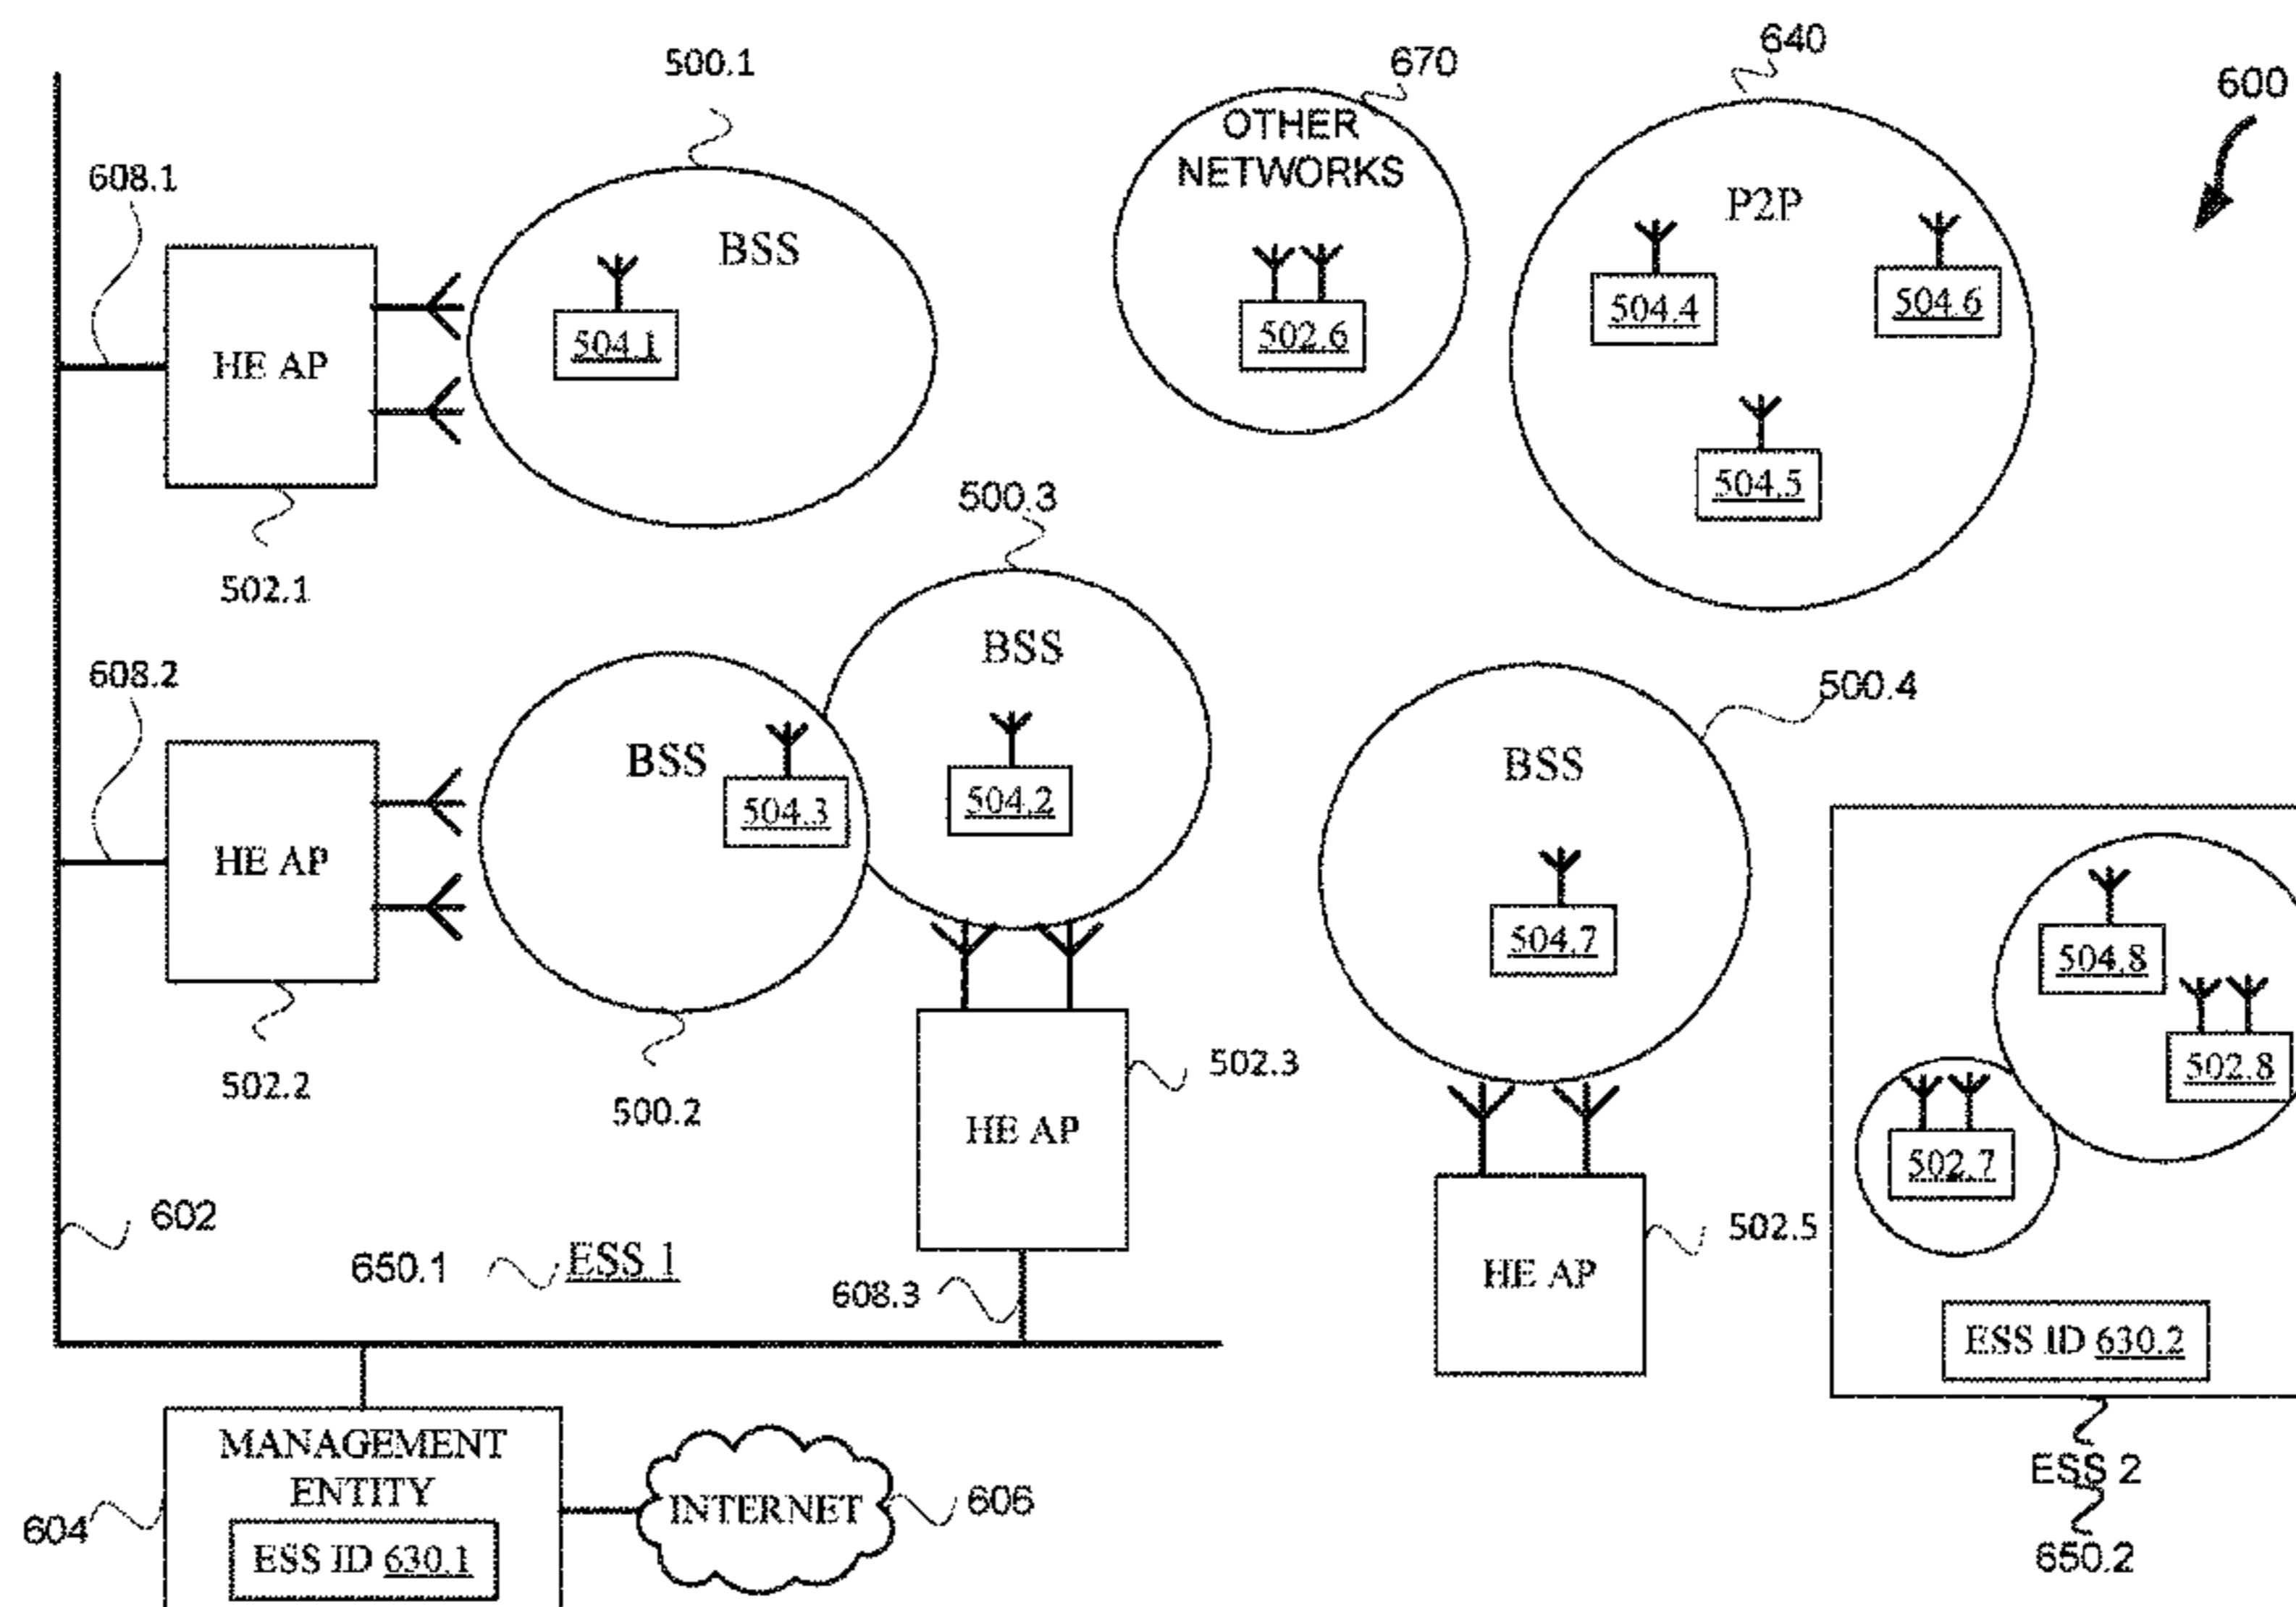 500.1
670
640
600
OTHER
NETWORKS
608.1
P2P
BSS
504.1
504.4
504.6
502.6
HE AP
504.5
500.3
502.1
BSS
608.2
500.4
BSS
BSS
504.3
504.2
HE AP
504.7
504.8
502.8
502.3
502.2
500.2
HE AP
502.7
602
502.5
650.1
ESS 1
HE AP
608.3
ESS ID 630.2
MANAGEMENT
ENTITY
ESS 2
604
INTERNET
606
ESS ID 630.1
650.2